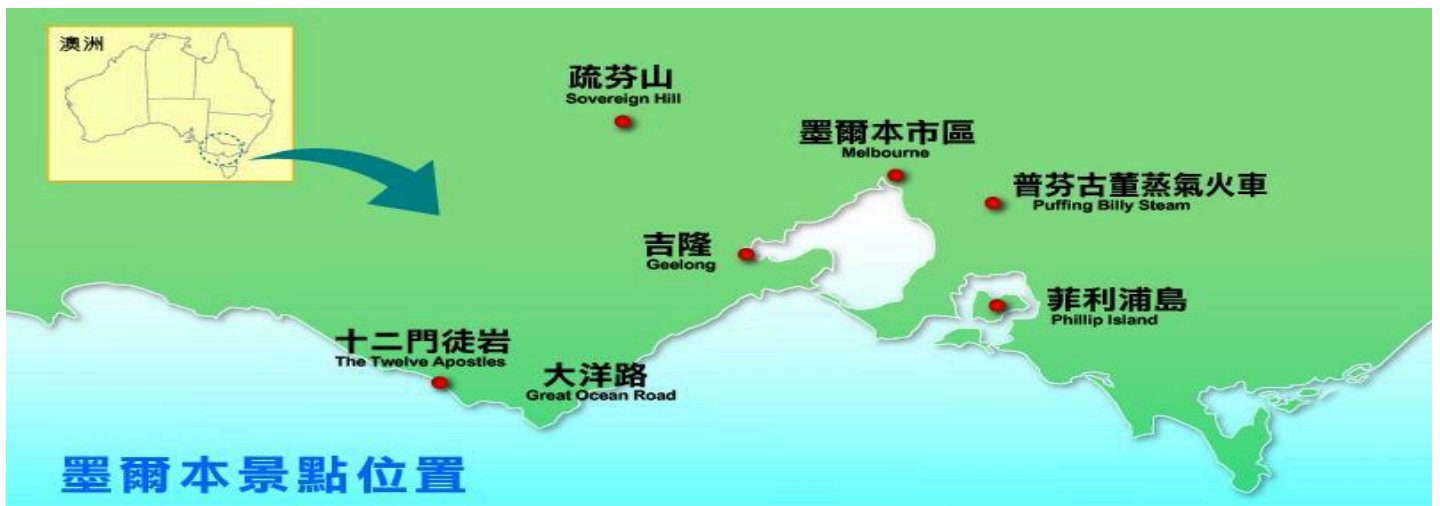 澳洲
疏芬山
Sovereign Hill
墨爾本市區
Melbourne
普芬古董蒸氣火車
Puffing Billy Steam
吉隆
Geelong
菲利浦島
Phillip Island
十二門徒岩
The Twelve Apostles
大洋路
Great Ocean Road
墨爾本景點位置